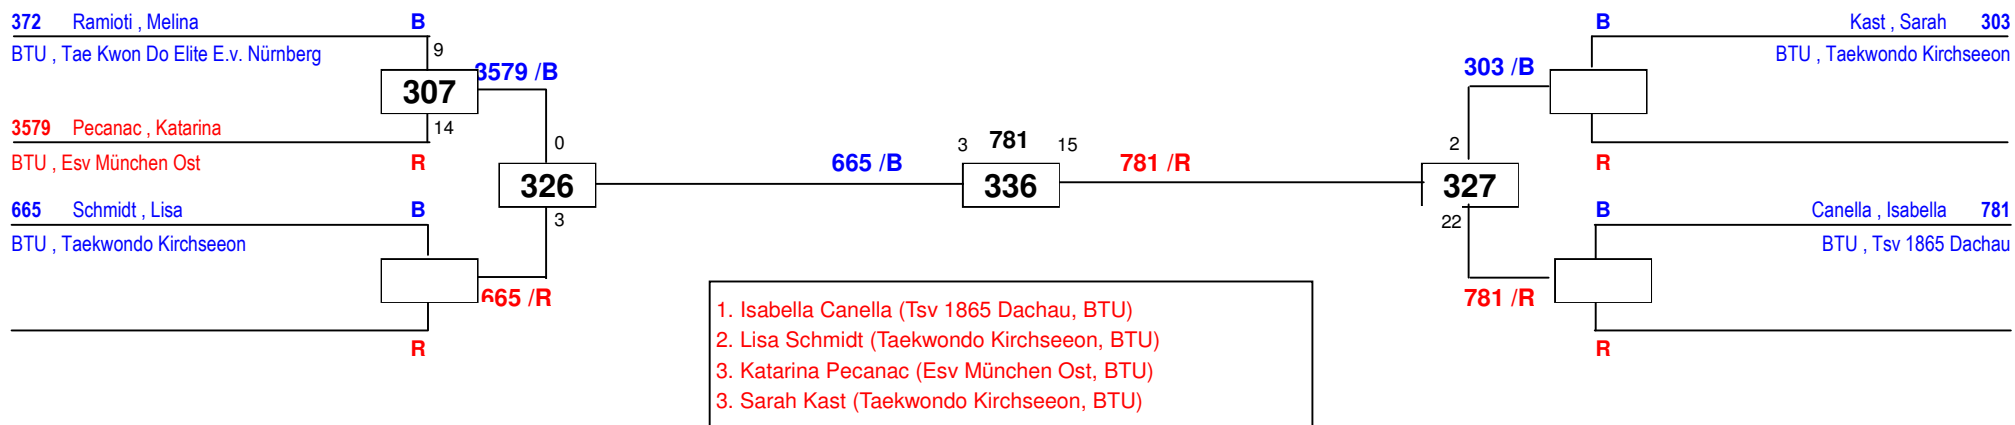 372 Ramioti , Melina B
BTU , Tae Kwon Do Elite E.v. Nürnberg
9
3579 /B
307
14
3579 Pecanac , Katarina
BTU , Esv München Ost R
0
326
3
665 Schmidt , Lisa B
BTU , Taekwondo Kirchseeon
665 /R
R
665 /B
3 781 15
336
781 /R
B Kast , Sarah 303
BTU , Taekwondo Kirchseeon
303 /B
2
R
327
22
B Canella , Isabella 781
BTU , Tsv 1865 Dachau
781 /R
R
1. Isabella Canella (Tsv 1865 Dachau, BTU)
2. Lisa Schmidt (Taekwondo Kirchseeon, BTU)
3. Katarina Pecanac (Esv München Ost, BTU)
3. Sarah Kast (Taekwondo Kirchseeon, BTU)